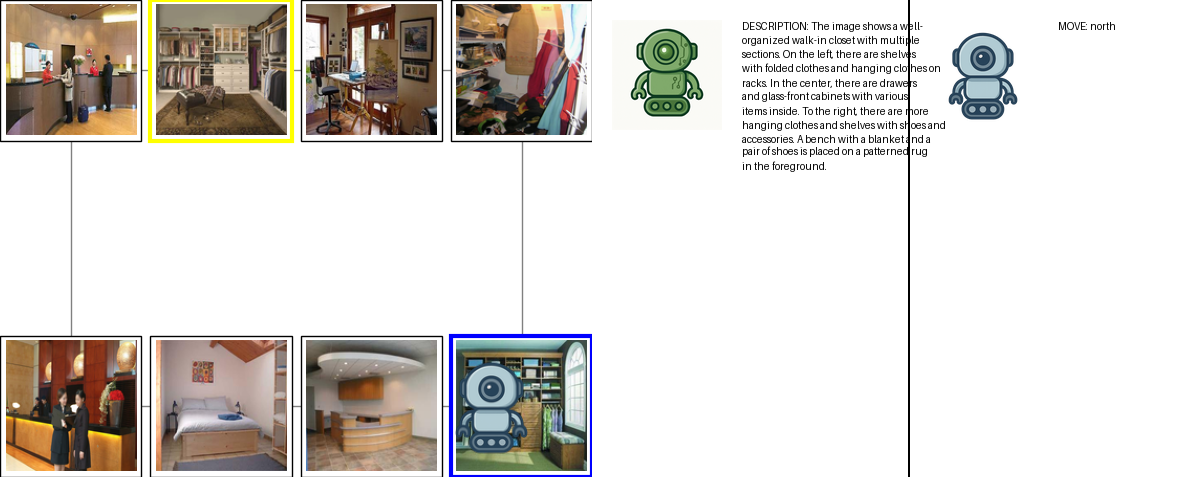 DESCRIPTION: The image shows a well-
organized walk-in closet with multiple
sections. On the left, there are shelves
with folded clothes and hanging clothes on
racks. In the center, there are drawers
and glass-front cabinets with various
items inside. To the right, there are more
hanging clothes and shelves with shoes and
accessories. A bench with a blanket and a
pair of shoes is placed on a patterned rug
in the foreground.
MOVE: north